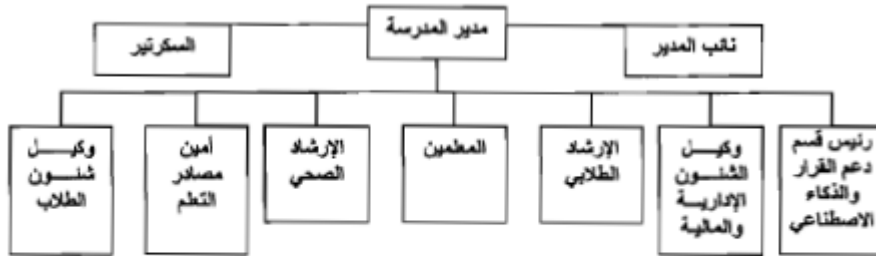 مدير المدرسة
نائب المدير
السكرتير
رئيس قسم
دعم القرار
والذكاء
الاصطناعي
وكيل
الشئون
الإدارية
والمالية
الإرشاد
الطلابي
المعلمين
الإرشاد
الصحي
أمين
مصادر
التعلم
وكيل
شئون
الطلاب